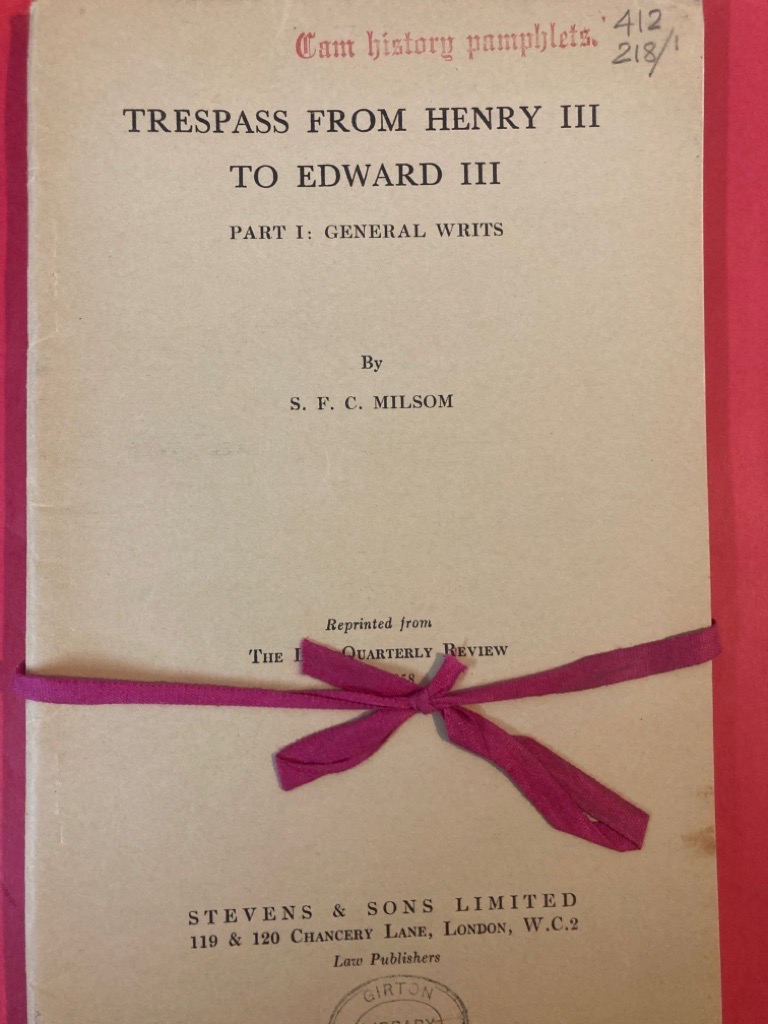 Cam history pamphlets.
412
218/1
TRESPASS FROM HENRY III
TO EDWARD III
PART I: GENERAL WRITS
By
S. F. C. MILSOM
Reprinted from
THE QUARTERLY REVIEW
STEVENS & SONS LIMITED
119 & 120 CHANCERY LANE, LONDON, W.C.2
Law Publishers
GIRTON
LIBRARY